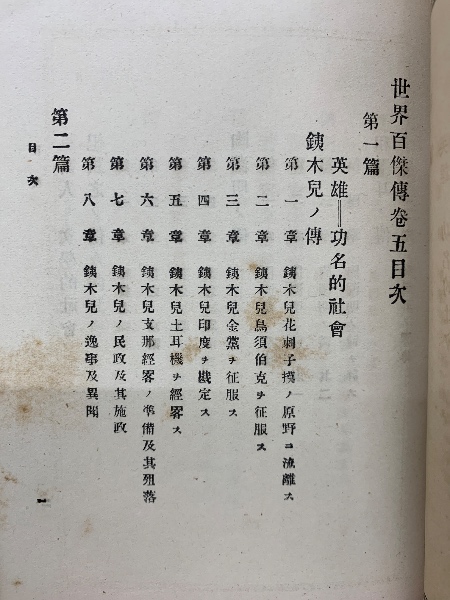 世界百傑傳卷五目次
第一篇
英雄＝功名的社會
鐵木兒ノ傳
第一章 鐵木兒花剌子摸ノ原野ニ流離ス
第二章 鐵木兒烏須伯克ヲ征服ス
第三章 鐵木兒金黨ヲ征服ス
第四章 鐵木兒印度ヲ戡定ス
第五章 鐵木兒土耳機ヲ經畧ス
第六章 鐵木兒支那經畧ノ準備及其殂落
第七章 鐵木兒ノ民政及其施政
第八章 鐵木兒ノ逸事及異聞
第二篇
目次
一